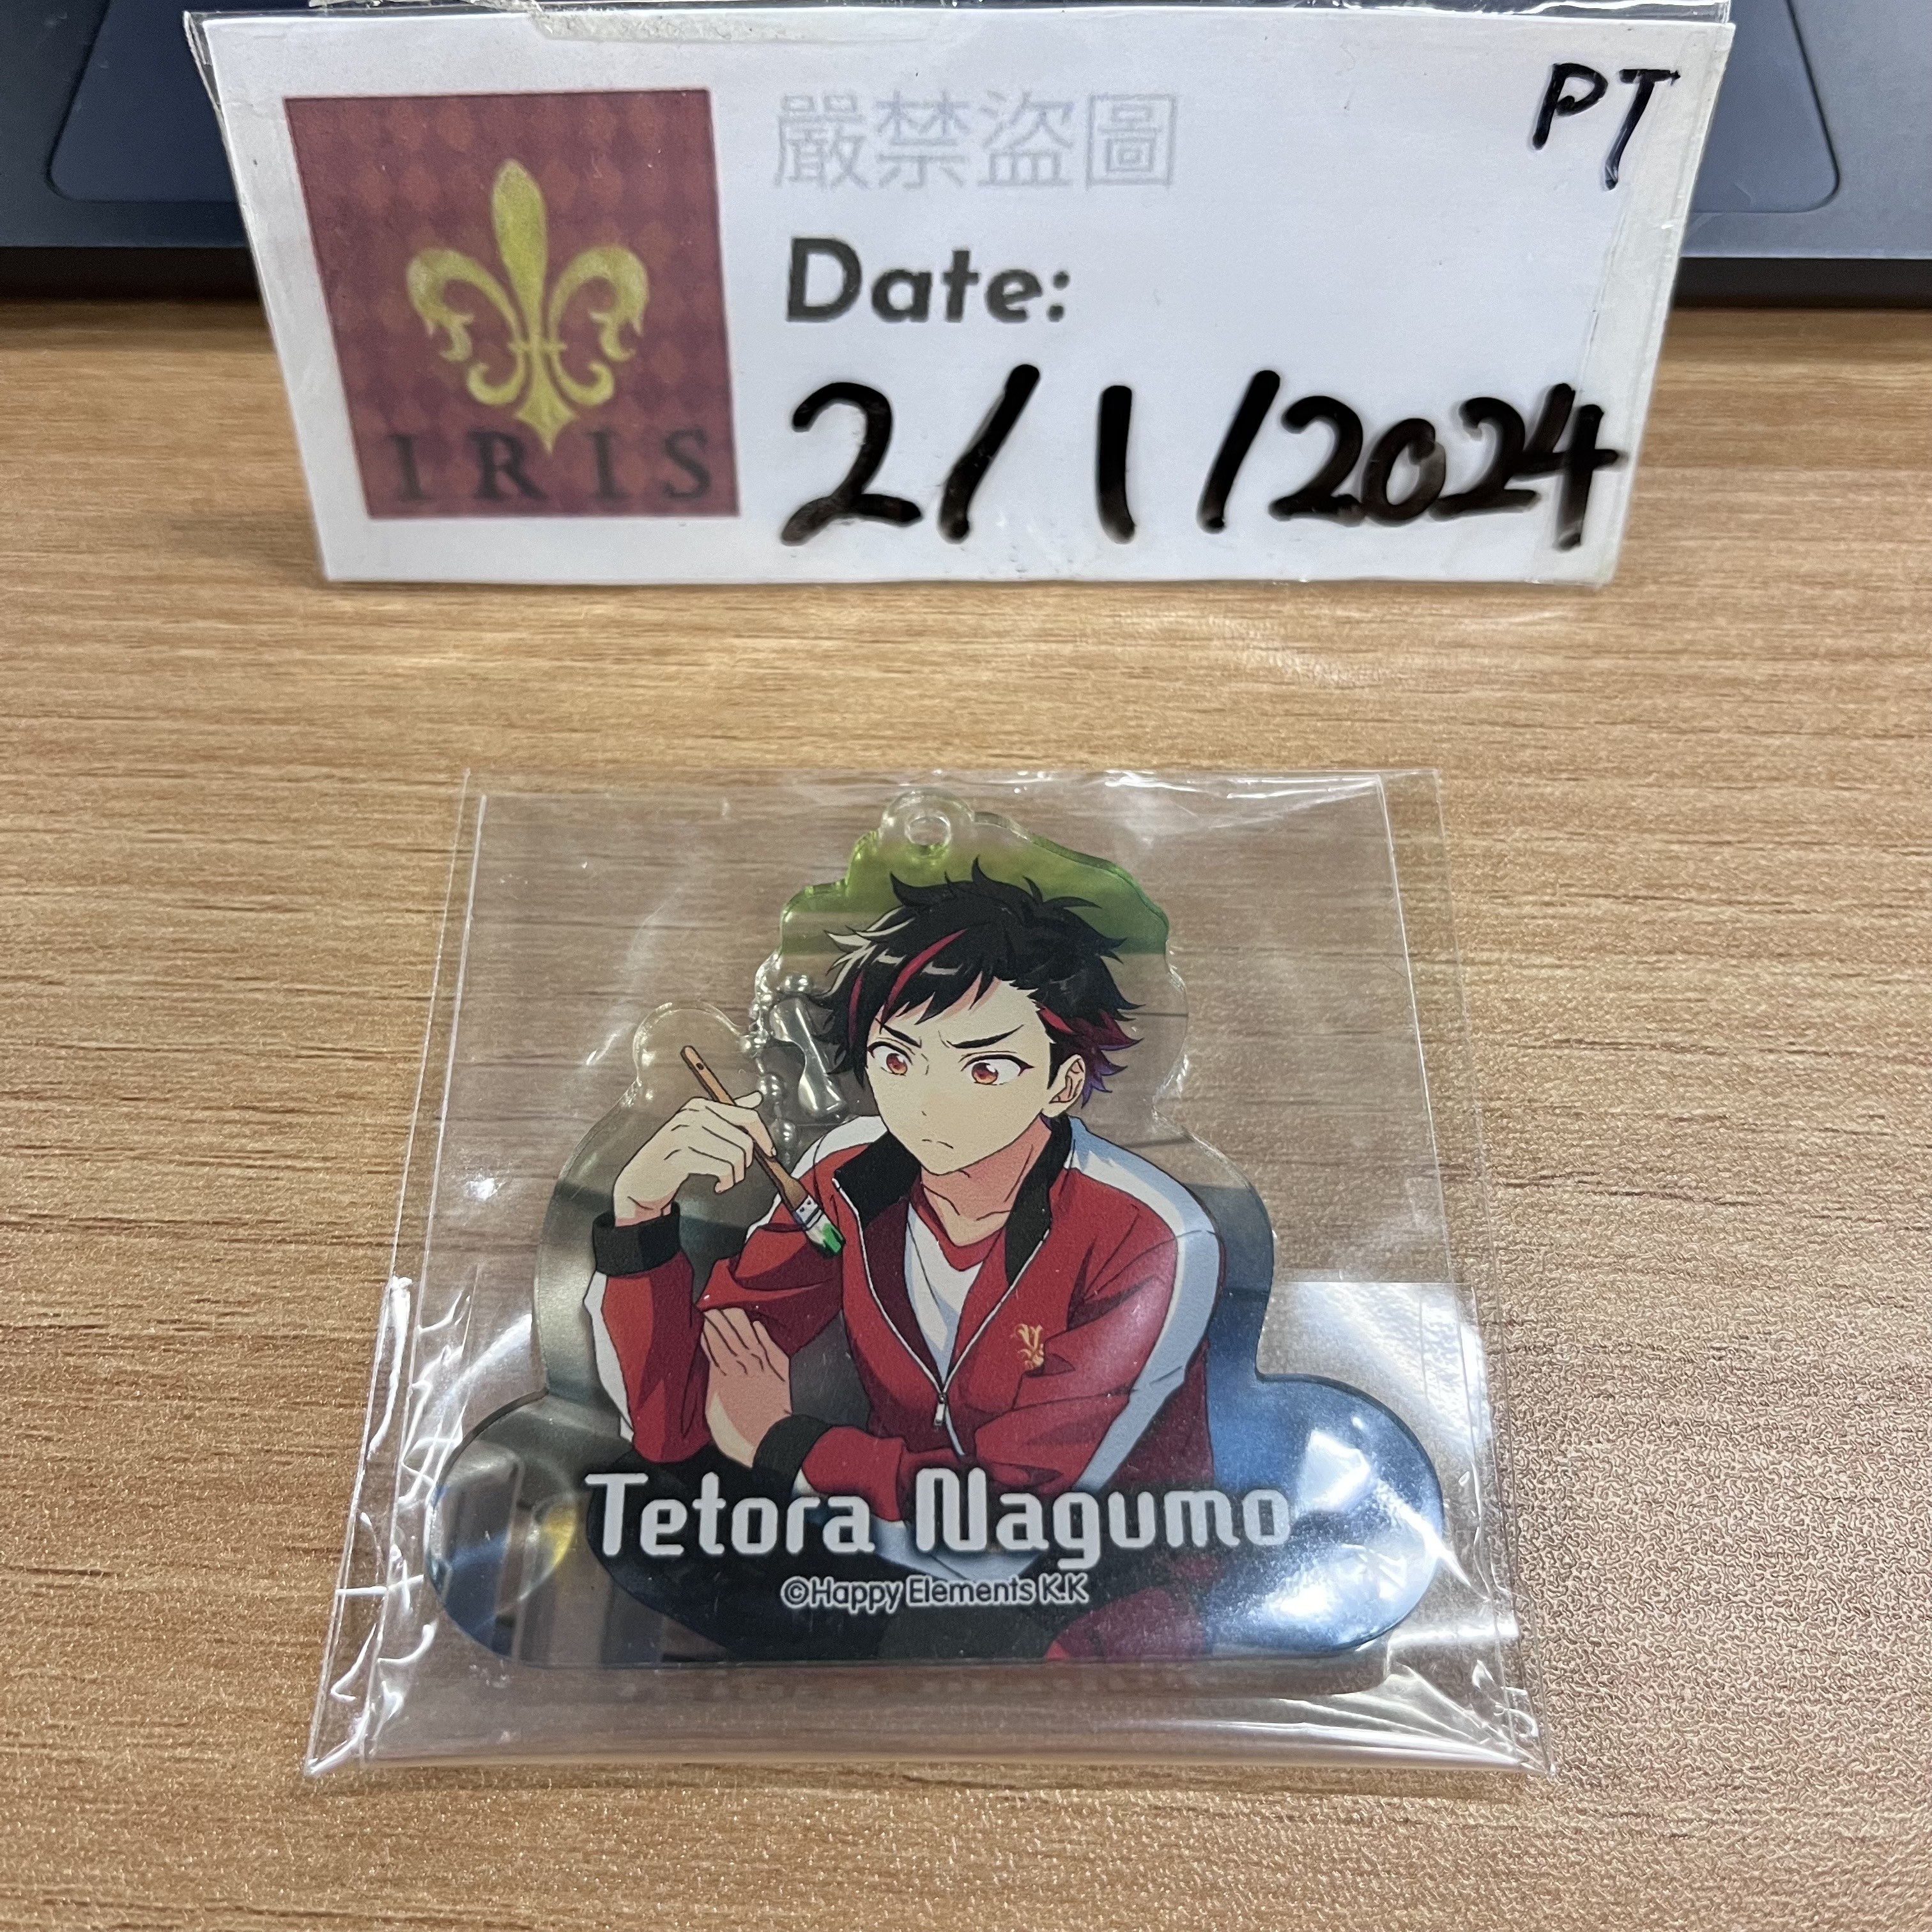 嚴禁盜圖
PT
Date:
2/1/2024
IRIS
Tetora Nagumo
©Happy Elements K.K